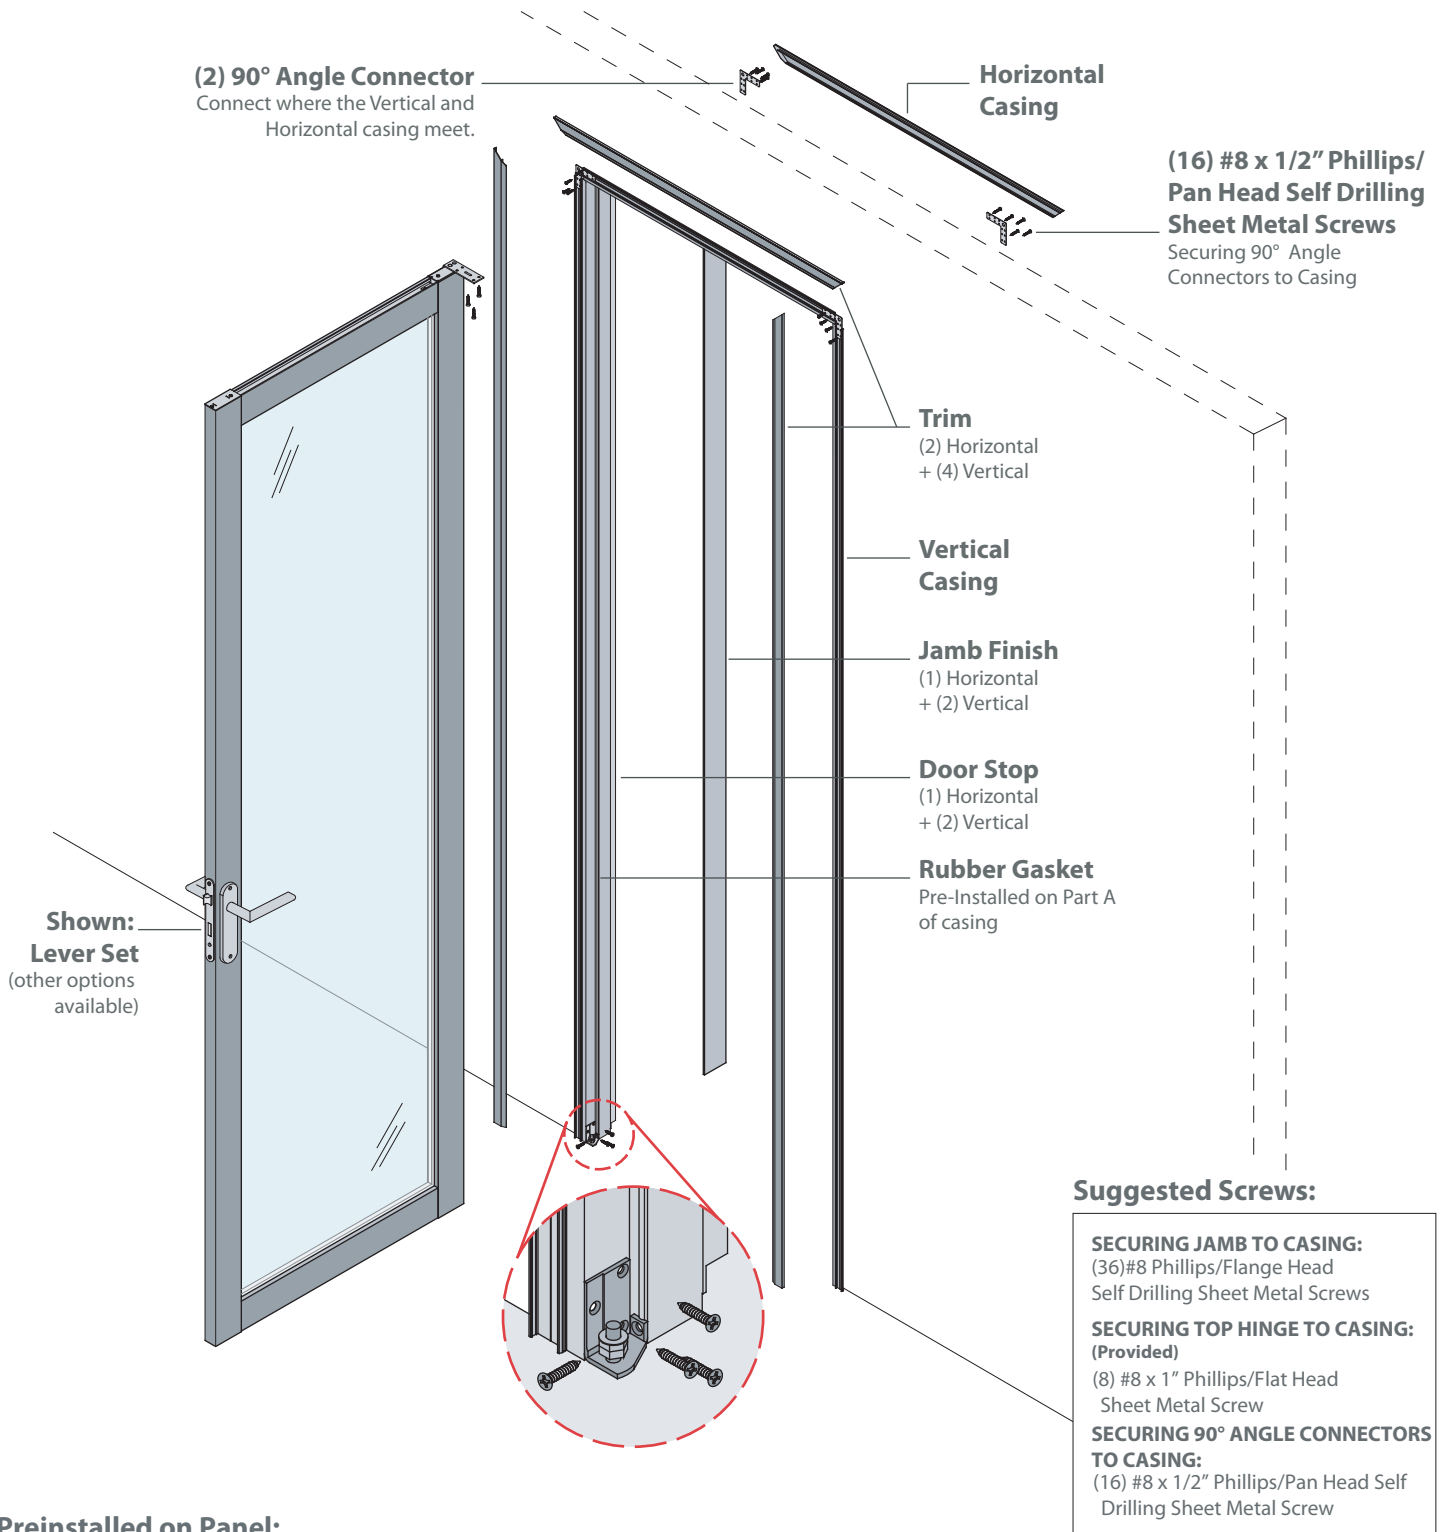 (2) 90° Angle Connector
Connect where the Vertical and
Horizontal casing meet.
Horizontal
Casing
(16) #8 x 1/2” Phillips/
Pan Head Self Drilling
Sheet Metal Screws
Securing 90° Angle
Connectors to Casing
Trim
(2) Horizontal
+ (4) Vertical
Vertical
Casing
Jamb Finish
(1) Horizontal
+ (2) Vertical
Door Stop
(1) Horizontal
+ (2) Vertical
Rubber Gasket
Pre-Installed on Part A
of casing
Shown:
Lever Set
(other options
available)
Suggested Screws:
SECURING JAMB TO CASING:
(36)#8 Phillips/Flange Head
Self Drilling Sheet Metal Screws
SECURING TOP HINGE TO CASING:
(Provided)
(8) #8 x 1” Phillips/Flat Head
Sheet Metal Screw
SECURING 90° ANGLE CONNECTORS
TO CASING:
(16) #8 x 1/2” Phillips/Pan Head Self
Drilling Sheet Metal Screw
Preinstalled on Panel: